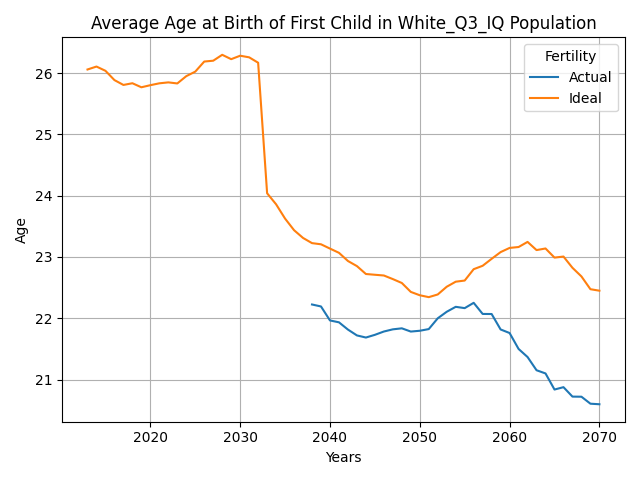 Average Age at Birth of First Child in White_Q3_IQ Population
Fertility
Actual
Ideal
26
25
24
23
22
21
Age
2020
2030
2040
2050
2060
2070
Years